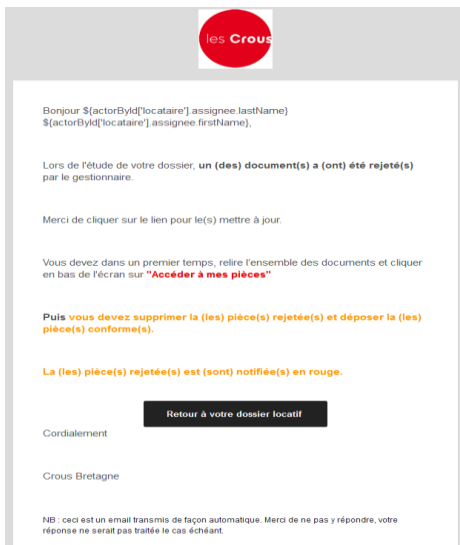 les Crous
Bonjour ${actorById['locataire'].assignee.lastName}
${actorById['locataire'].assignee.firstName},
Lors de l'étude de votre dossier, un (des) document(s) a (ont) été rejeté(s)
par le gestionnaire.
Merci de cliquer sur le lien pour le(s) mettre à jour.
Vous devez dans un premier temps, relire l'ensemble des documents et cliquer
en bas de l'écran sur "Accéder à mes pièces"
Puis vous devez supprimer la (les) pièce(s) rejetée(s) et déposer la (les)
pièce(s) conforme(s).
La (les) pièce(s) rejetée(s) est (sont) notifiée(s) en rouge.
Retour à votre dossier locatif
Cordialement
Crous Bretagne
NB : ceci est un email transmis de façon automatique. Merci de ne pas y répondre, votre
réponse ne serait pas traitée le cas échéant.